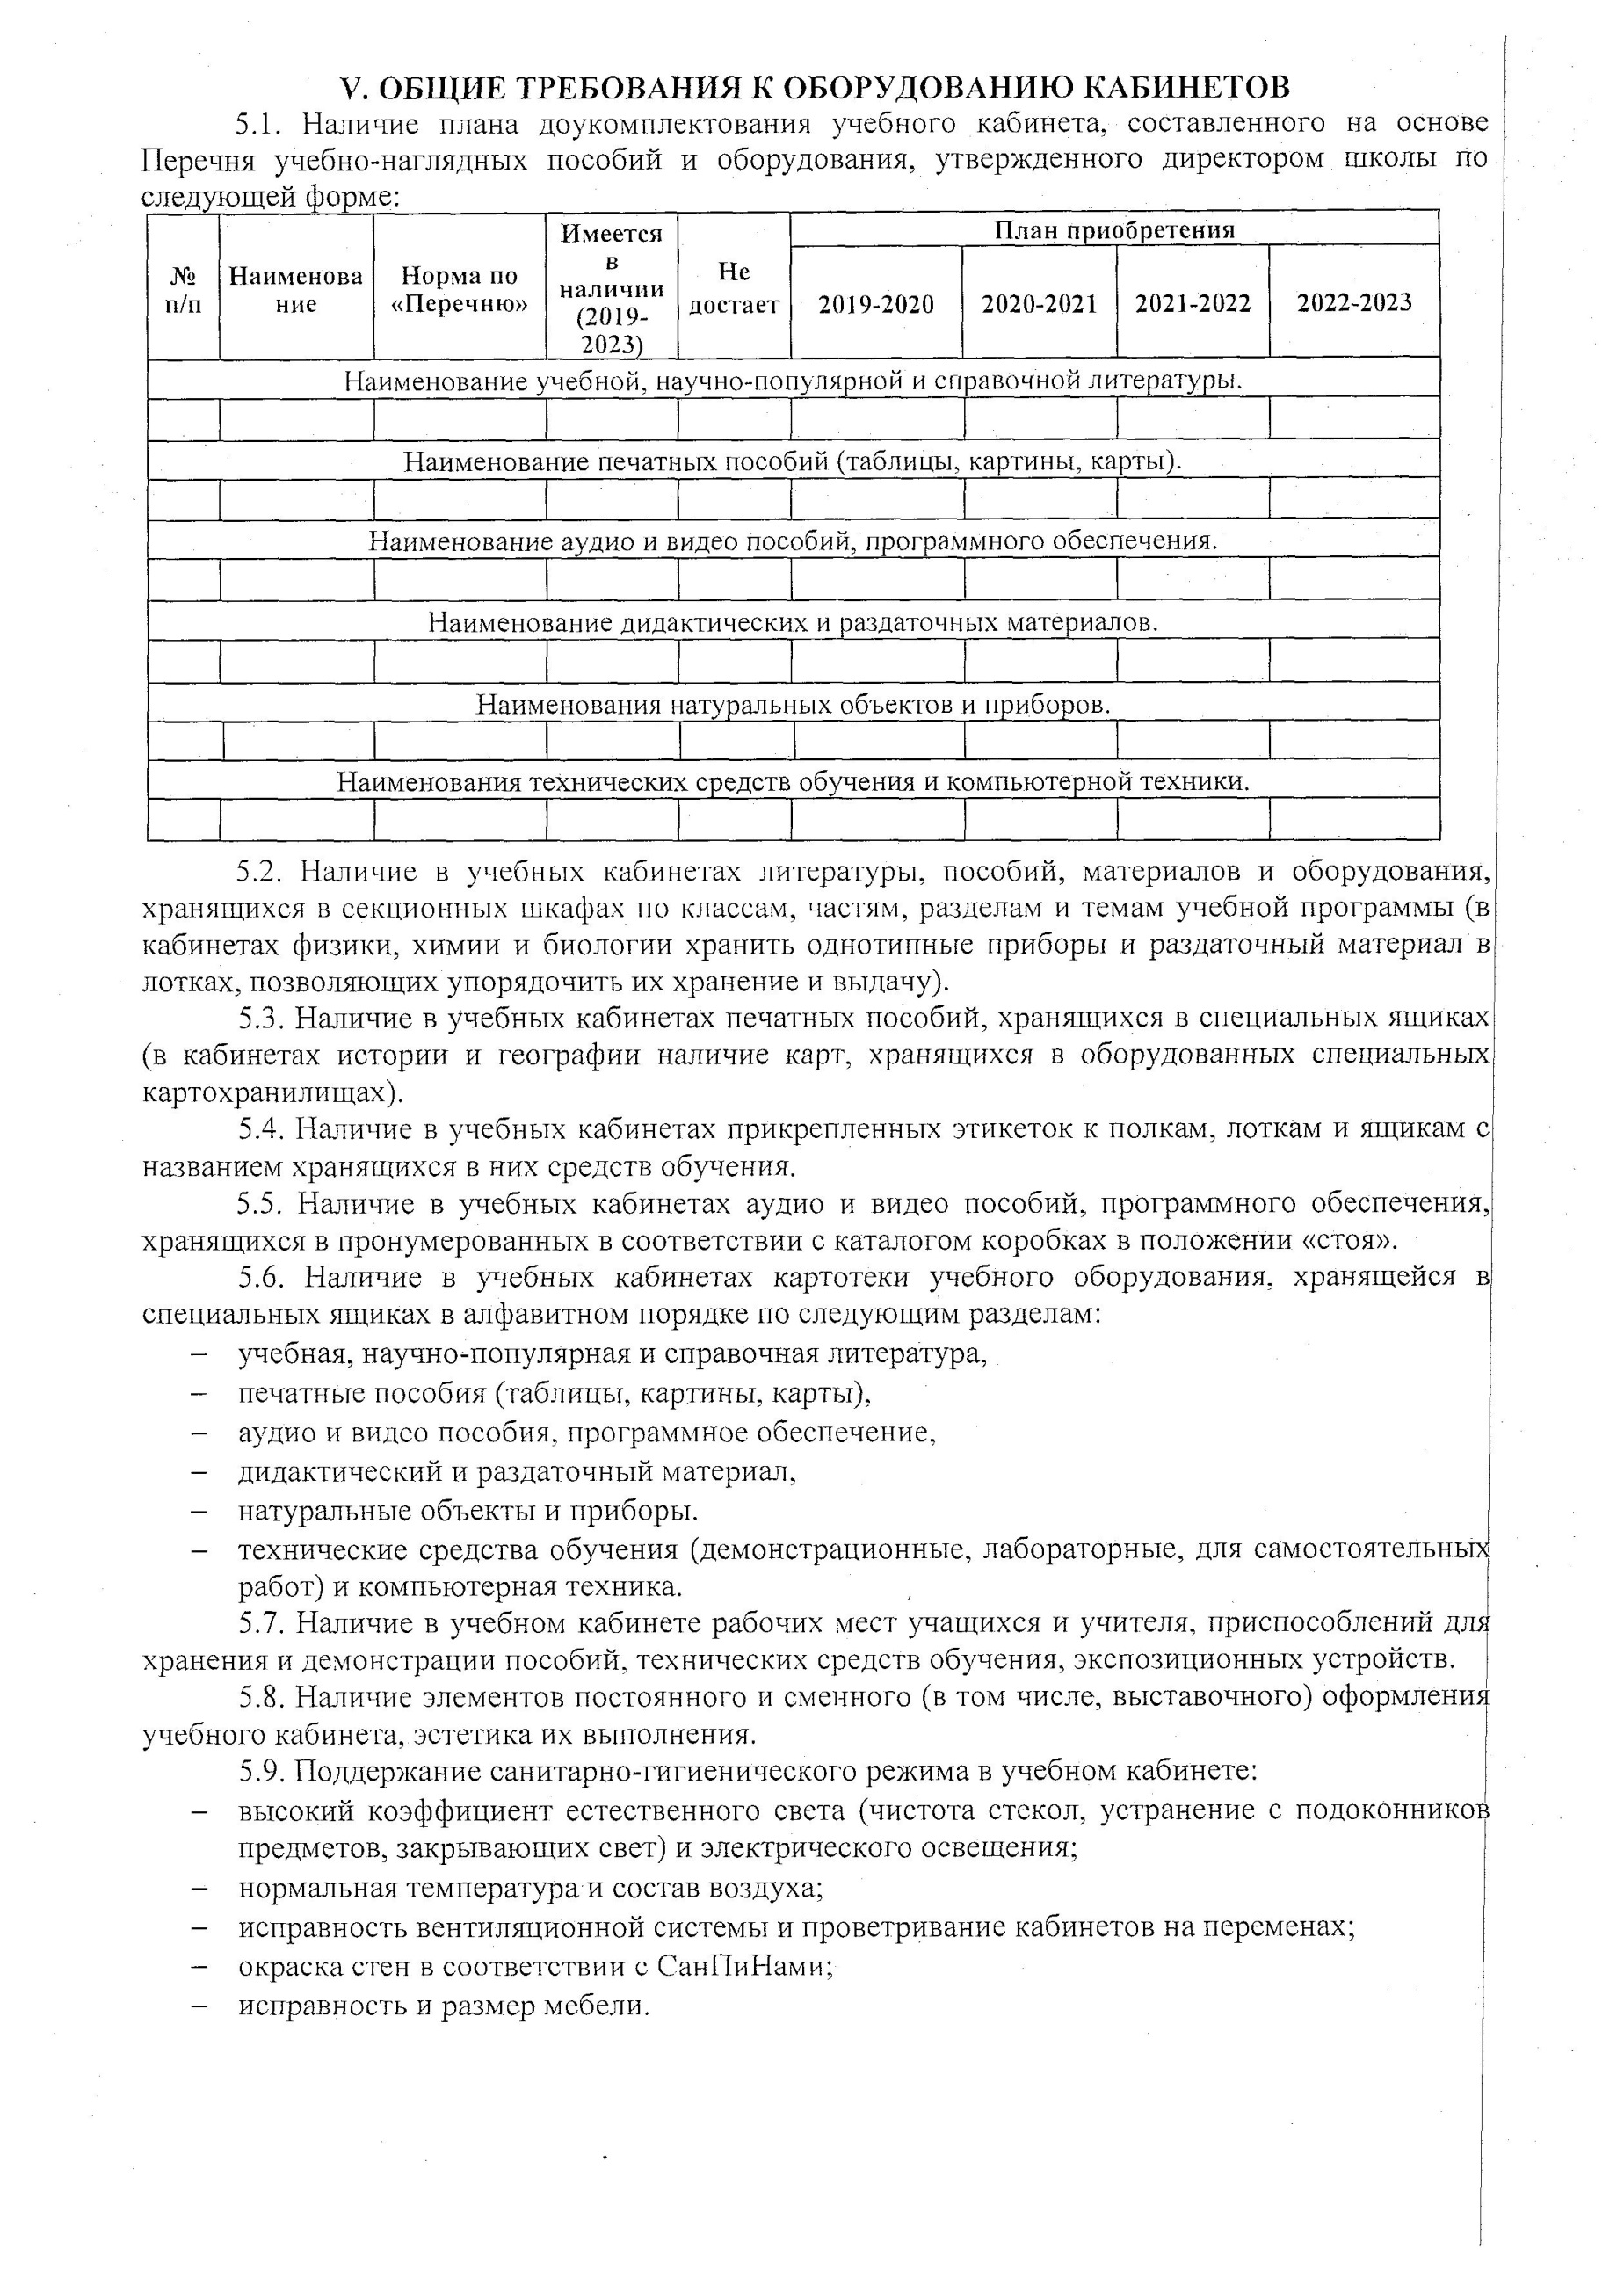 V. ОБЩИЕ ТРЕБОВАНИЯ К ОБОРУДОВАНИЮ КАБИНЕТОВ
5.1. Наличие плана доукомплектования учебного кабинета, составленного на основе
Перечня учебно-наглядных пособий и оборудования, утвержденного директором школы по
следующей форме:
№ п/п
Наименова
ние
Норма по
«Перечню»
Имеется
в
наличии
(2019-
2023)
Не
достает
План приобретения
2019-2020
2020-2021
2021-2022
2022-2023
Наименование учебной, научно-популярной и справочной литературы.
Наименование печатных пособий (таблицы, картины, карты).
Наименование аудио и видео пособий, программного обеспечения.
Наименование дидактических и раздаточных материалов.
Наименования натуральных объектов и приборов.
Наименования технических средств обучения и компьютерной техники.
5.2. Наличие в учебных кабинетах литературы, пособий, материалов и оборудования,
хранящихся в секционных шкафах по классам, частям, разделам и темам учебной программы (в
кабинетах физики, химии и биологии хранить однотипные приборы и раздаточный материал в
лотках, позволяющих упорядочить их хранение и выдачу).
5.3. Наличие в учебных кабинетах печатных пособий, хранящихся в специальных ящиках
(в кабинетах истории и географии наличие карт, хранящихся в оборудованных специальных
картохранилищах).
5.4. Наличие в учебных кабинетах прикрепленных этикеток к полкам, лоткам и ящикам с
названием хранящихся в них средств обучения.
5.5. Наличие в учебных кабинетах аудио и видео пособий, программного обеспечения,
хранящихся в пронумерованных в соответствии с каталогом коробках в положении «стоя».
5.6. Наличие в учебных кабинетах картотеки учебного оборудования, хранящейся в
специальных ящиках в алфавитном порядке по следующим разделам:
– учебная, научно-популярная и справочная литература,
– печатные пособия (таблицы, картины, карты),
– аудио и видео пособия, программное обеспечение,
– дидактический и раздаточный материал,
– натуральные объекты и приборы.
– технические средства обучения (демонстрационные, лабораторные, для самостоятельных
работ) и компьютерная техника.
5.7. Наличие в учебном кабинете рабочих мест учащихся и учителя, приспособлений для
хранения и демонстрации пособий, технических средств обучения, экспозиционных устройств.
5.8. Наличие элементов постоянного и сменного (в том числе, выставочного) оформления
учебного кабинета, эстетика их выполнения.
5.9. Поддержание санитарно-гигиенического режима в учебном кабинете:
– высокий коэффициент естественного света (чистота стекол, устранение с подоконников
предметов, закрывающих свет) и электрического освещения;
– нормальная температура и состав воздуха;
– исправность вентиляционной системы и проветривание кабинетов на переменах;
– окраска стен в соответствии с СанПиНами;
– исправность и размер мебели.